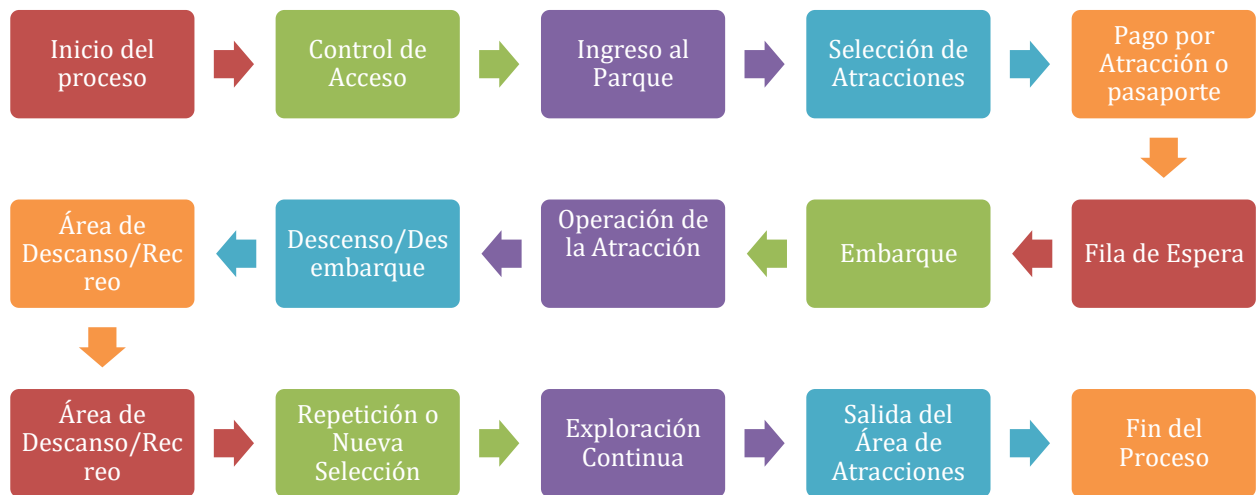 Inicio del
proceso
Control de
Acceso
Ingreso al
Parque
Selección de
Atracciones
Pago por
Atracción o
pasaporte
Fila de Espera
Embarque
Operación de
la Atracción
Descenso/Des
embarque
Área de
Descanso/Rec
reo
Área de
Descanso/Rec
reo
Repetición o
Nueva
Selección
Exploración
Continua
Salida del
Área de
Atracciones
Fin del
Proceso